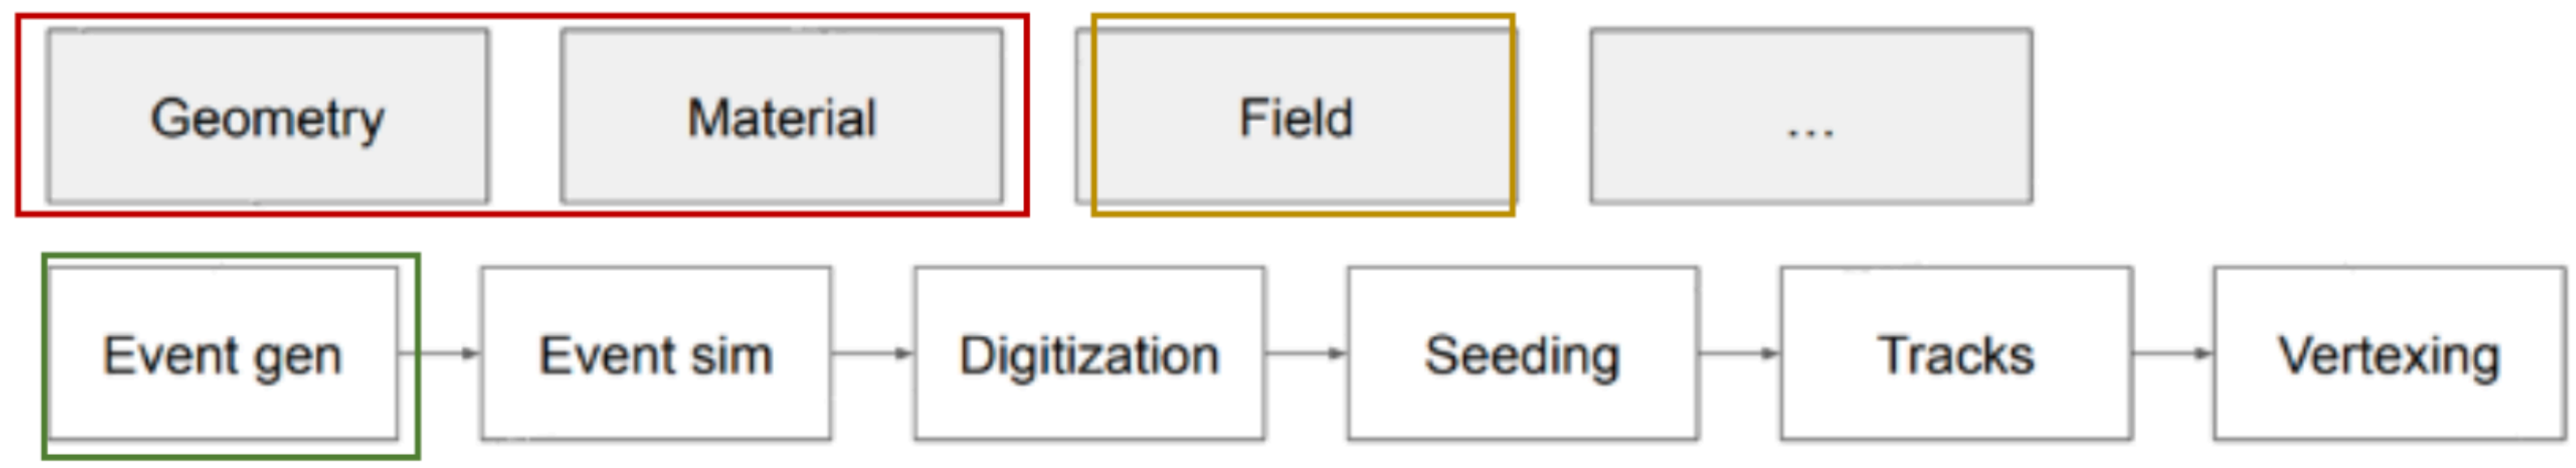 Geometry
Material
Field
...
Event gen
Event sim
Digitization
Seeding
Tracks
Vertexing